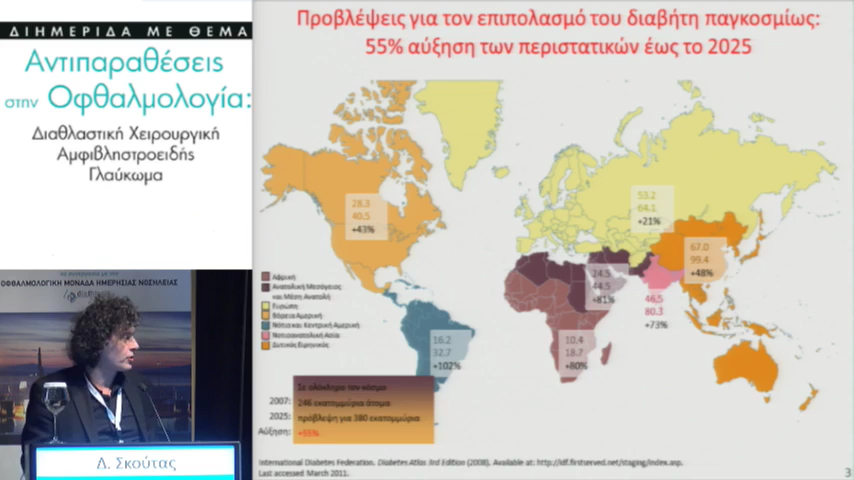 ΔΙΗΜΕΡΙΔΑ ΜΕ ΘΕΜΑ
Αντιπαραθέσεις
στην Οφθαλμολογία:
Διαθλαστική Χειρουργική
Αμφιβληστροειδής
Γλαύκωμα
ΟΦΘΑΛΜΟΛΟΓΙΚΗ ΜΟΝΑΔΑ ΗΜΕΡΗΣΙΑΣ ΝΟΣΗΛΕΙΑΣ
Δ. Σκούτας
Προβλέψεις για τον επιπολασμό του διαβήτη παγκοσμίως:
55% αύξηση των περιστατικών έως το 2025
28.3
40.5
+43%
53.2
64.1
+21%
67.0
99.4
+48%
24.5
44.5
+81%
46.5
80.3
+73%
16.2
32.7
+102%
10.4
18.7
+80%
Αφρική
Ανατολική Μεσόγειος
και Μέση Ανατολή
Ευρώπη
Βόρεια Αμερική
Νότια και Κεντρική Αμερική
Νοτιοανατολική Ασία
Δυτικός Ειρηνικός
Σε ολόκληρο τον κόσμο
2007: 246 εκατομμύρια άτομα
2025: πρόβλεψη για 380 εκατομμύρια
Αύξηση: +55%
International Diabetes Federation. Diabetes Atlas 3rd Edition (2008). Available at: http://idf.firstserved.net/staging/index.asp.
Last accessed March 2011.
3